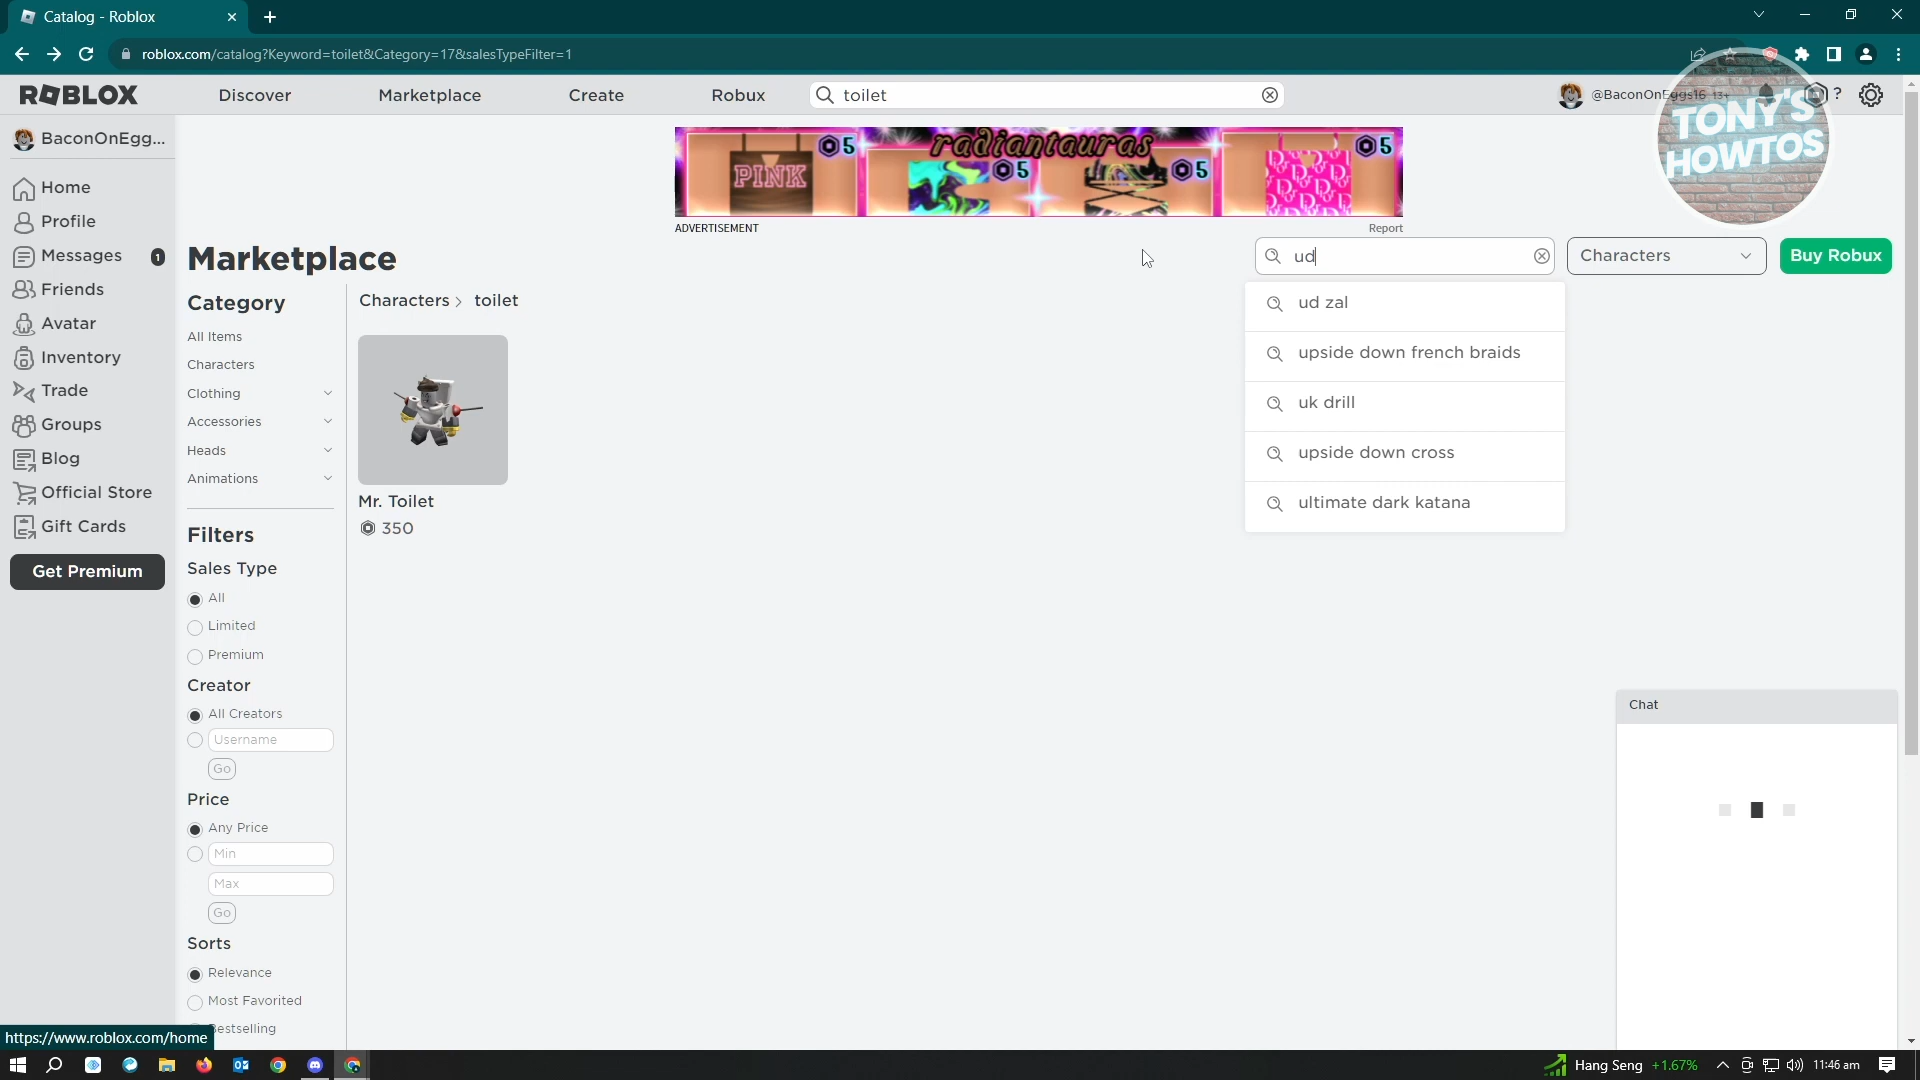 Catalog - Roblox
roblox.com/catalog?Keyword=toilet&Category=17&salesTypeFilter=1
ROBLOX
Discover
Marketplace
Create
Robux
toilet
@BaconOnEggs16 13+
?
TONY'S
HOWTOS
BaconOnEgg...
Home
Profile
Messages 1
Friends
Avatar
Inventory
Trade
Groups
Blog
Official Store
Gift Cards
Get Premium
radiantauras
5
5
5
5
PINK
ADVERTISEMENT
Report
Marketplace
ud
Characters
Buy Robux
ud zal
upside down french braids
uk drill
upside down cross
ultimate dark katana
Category
All Items
Characters
Clothing
Accessories
Heads
Animations
Filters
Sales Type
All
Limited
Premium
Creator
All Creators
Username
Go
Price
Any Price
Min
Max
Go
Sorts
Relevance
Most Favorited
Bestselling
Characters > toilet
Mr. Toilet
350
Chat
https://www.roblox.com/home
Hang Seng +1.67%
11:46 am